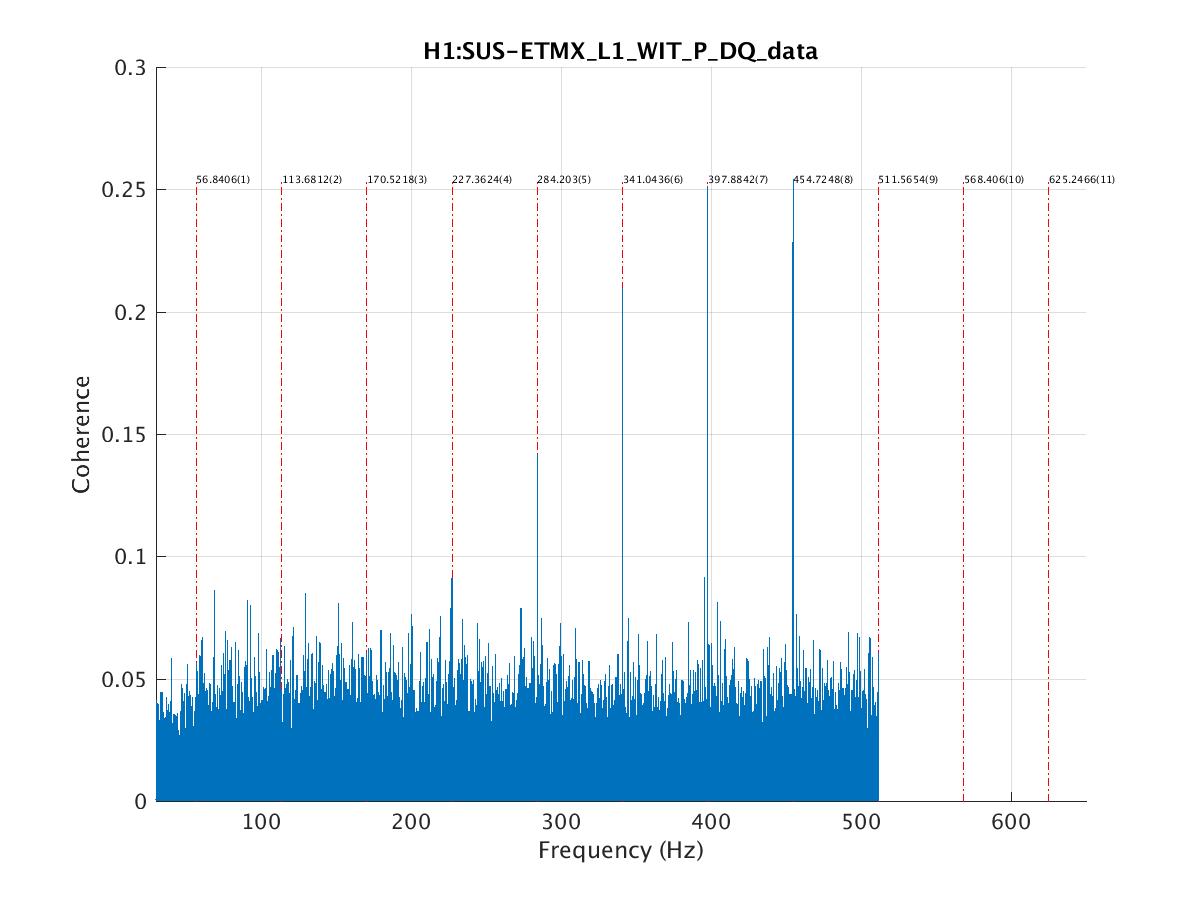 H1:SUS-ETMX_L1_WIT_P_DQ_data
0.3
56.8406(1) 113.6812(2) 170.5218(3) 227.3624(4) 284.203(5) 341.0436(6) 397.8842(7) 454.7248(8) 511.5654(9) 568.406(10) 625.2466(11)
0.25
0.2
0.15
0.1
0.05
0
Coherence
100 200 300 400 500 600
Frequency (Hz)